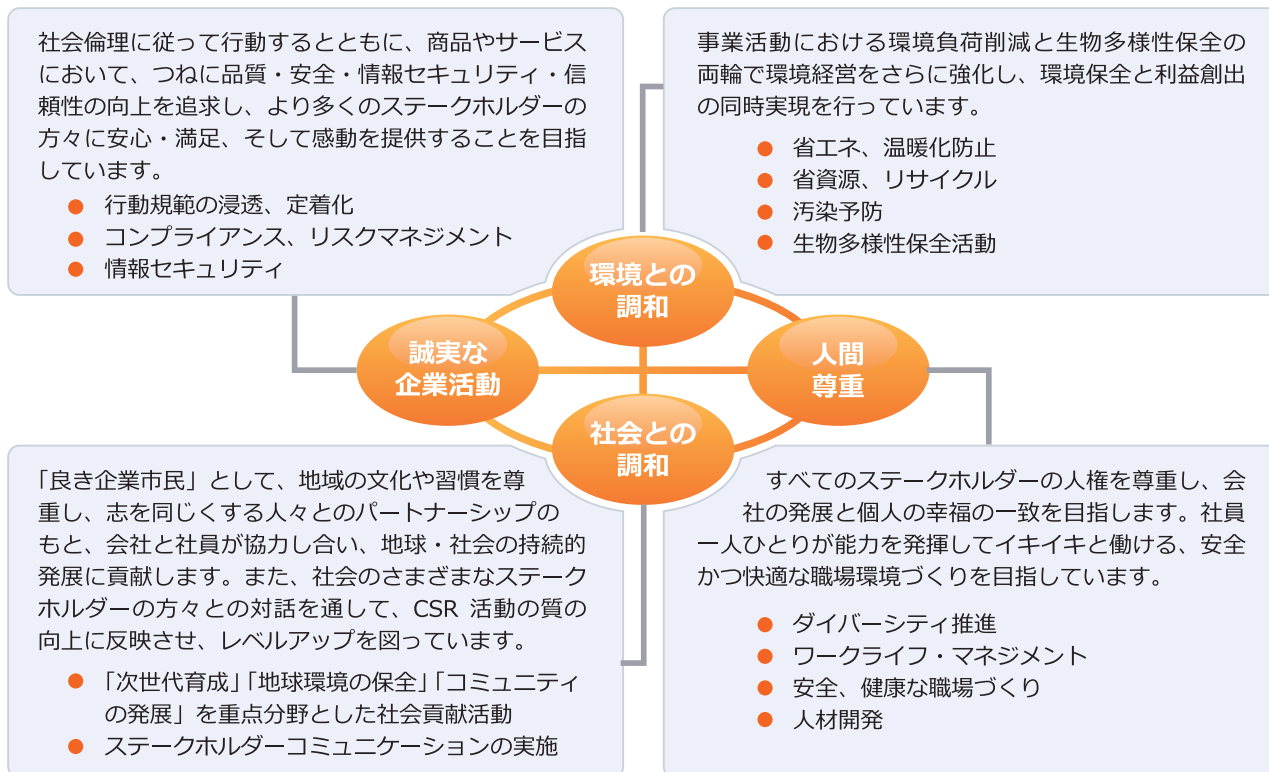 社会倫理に従って行動するとともに、商品やサービス
において、つねに品質・安全・情報セキュリティ・信
頼性の向上を追求し、より多くのステークホルダーの
方々に安心・満足、そして感動を提供することを目指
しています。
● 行動規範の浸透、定着化
● コンプライアンス、リスクマネジメント
● 情報セキュリティ
事業活動における環境負荷削減と生物多様性保全の
両輪で環境経営をさらに強化し、環境保全と利益創出
の同時実現を行っています。
● 省エネ、温暖化防止
● 省資源、リサイクル
● 汚染予防
● 生物多様性保全活動
環境との
調和
誠実な
企業活動
人間
尊重
社会との
調和
「良き企業市民」として、地域の文化や習慣を尊
重し、志を同じくする人々とのパートナーシップの
もと、会社と社員が協力し合い、地球・社会の持続的
発展に貢献します。また、社会のさまざまなステーク
ホルダーの方々との対話を通して、CSR 活動の質の
向上に反映させ、レベルアップを図っています。
● 「次世代育成」「地球環境の保全」「コミュニティ
の発展」を重点分野とした社会貢献活動
● ステークホルダーコミュニケーションの実施
すべてのステークホルダーの人権を尊重し、会
社の発展と個人の幸福の一致を目指します。社員
一人ひとりが能力を発揮してイキイキと働ける、安全
かつ快適な職場環境づくりを目指しています。
● ダイバーシティ推進
● ワークライフ・マネジメント
● 安全、健康な職場づくり
● 人材開発